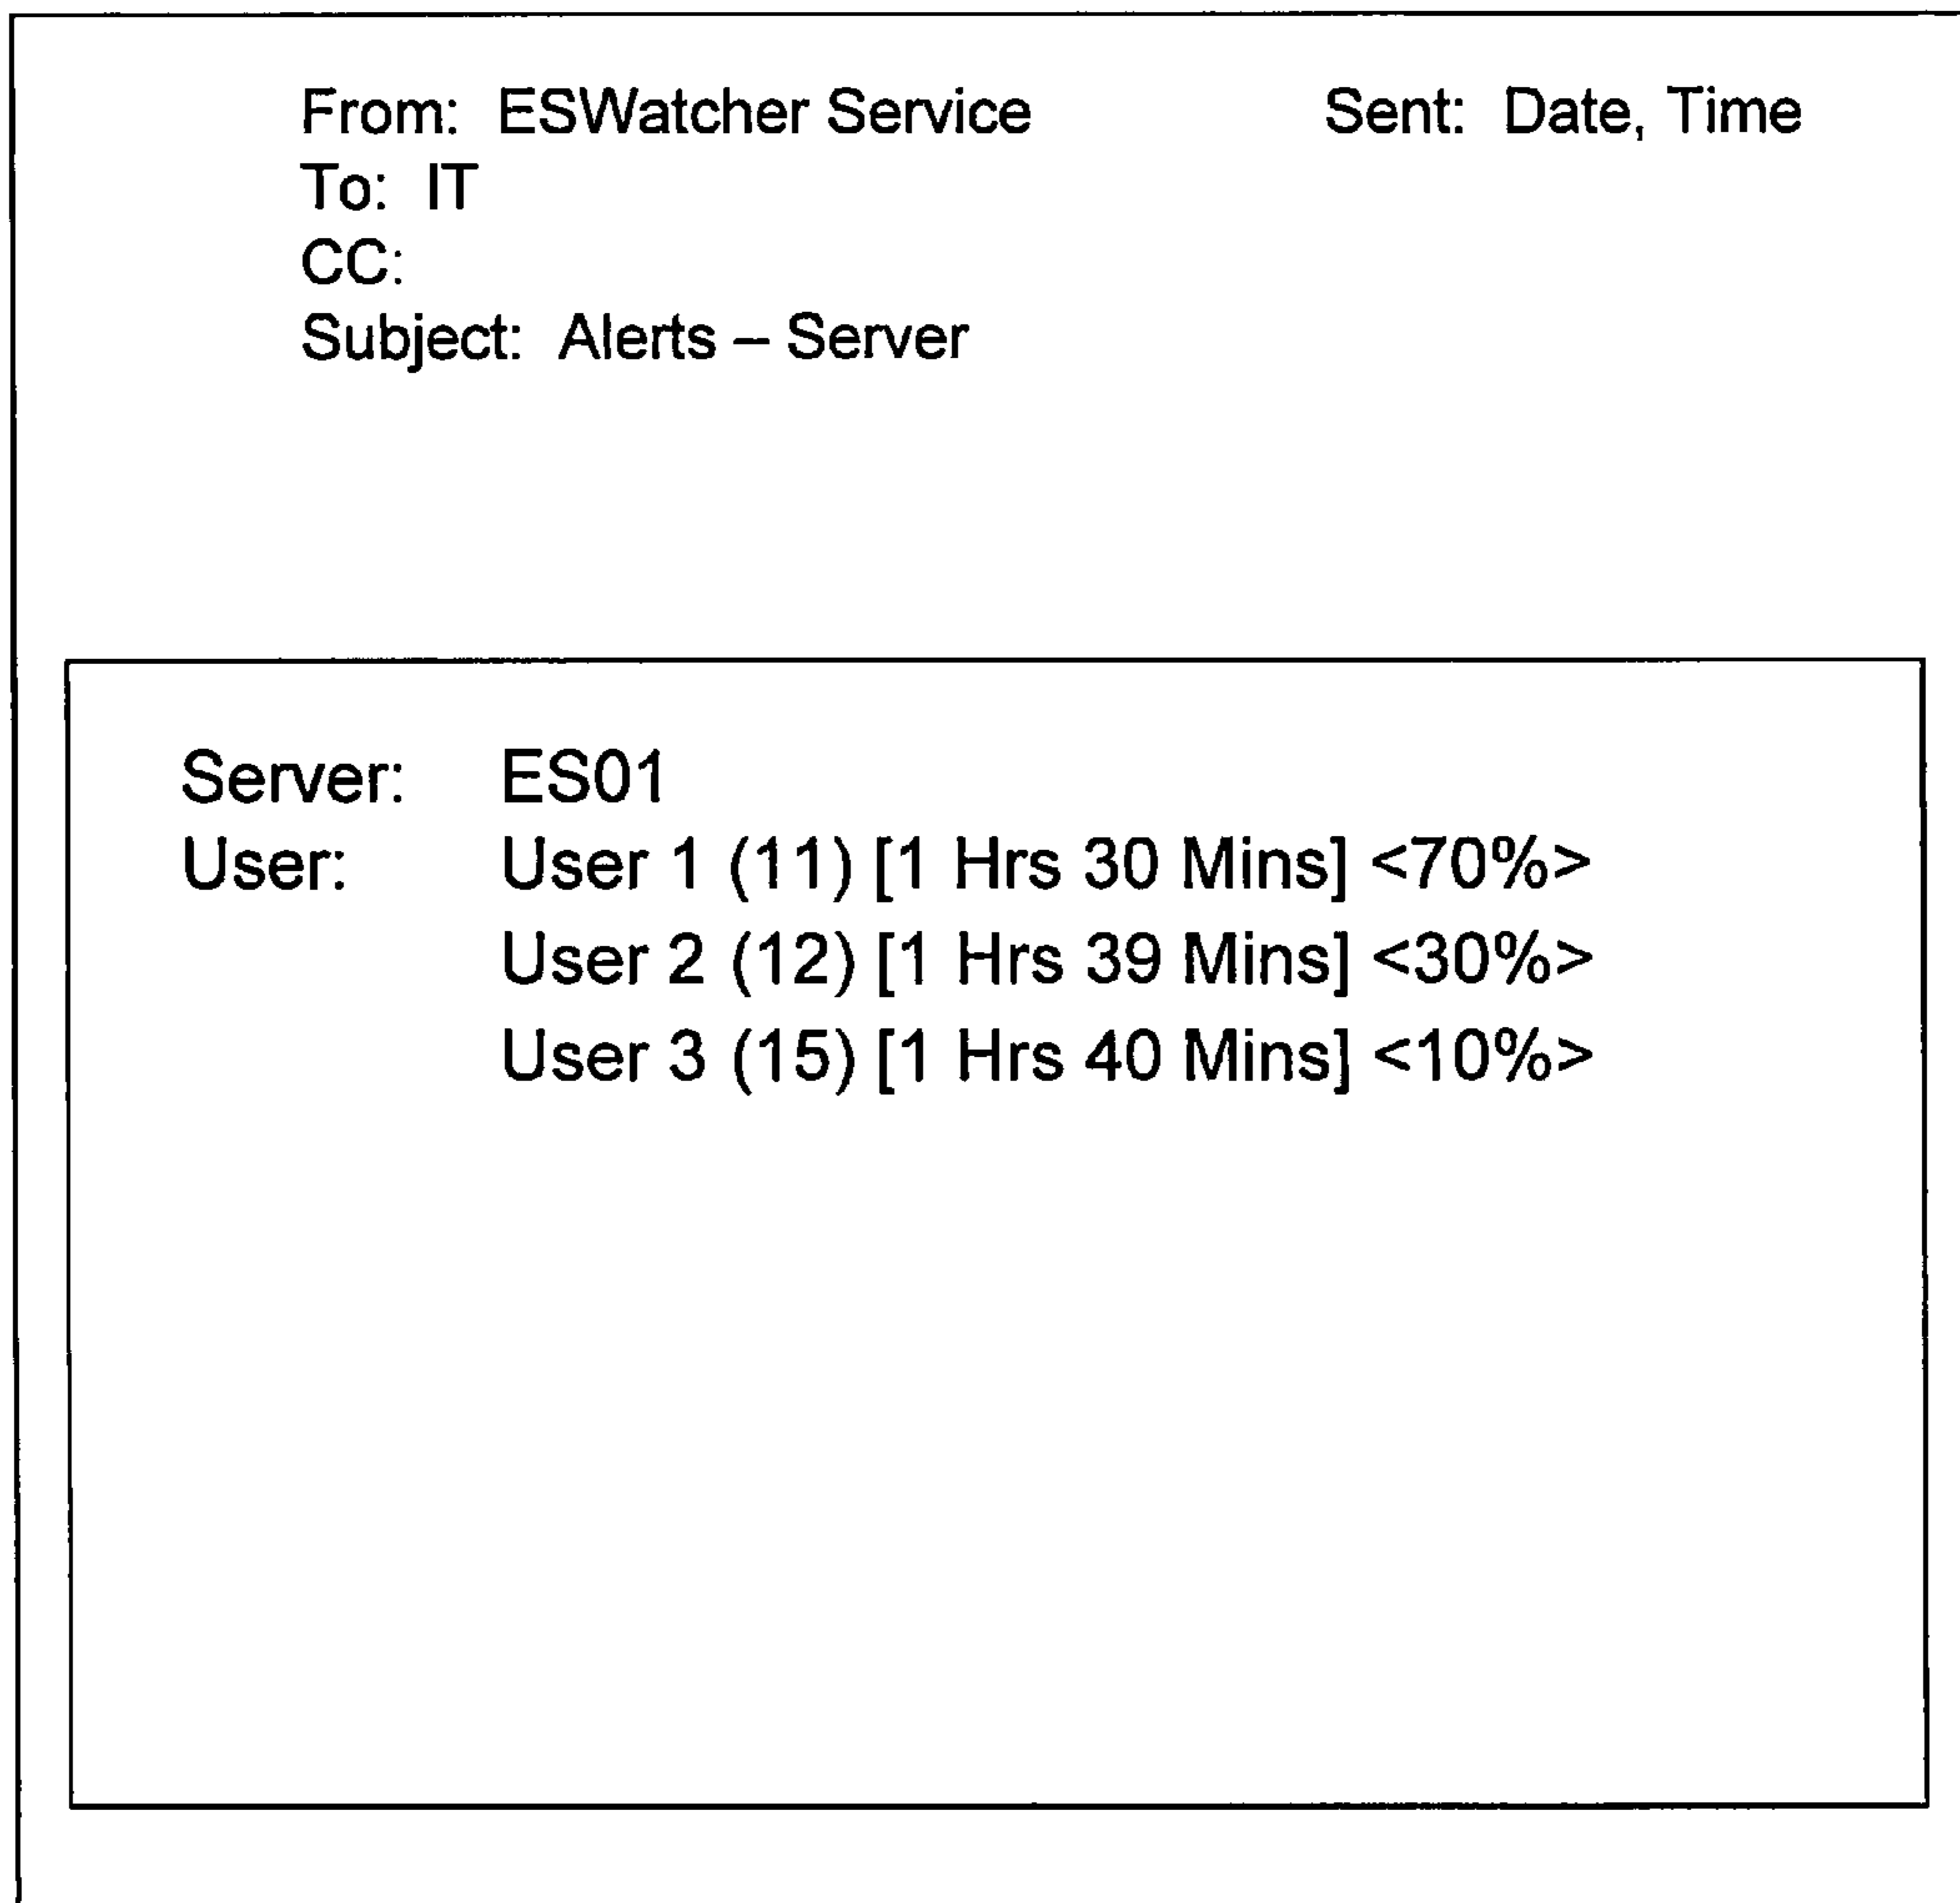 From: ESWatcher Service Sent: Date, Time
To: IT
CC:
Subject: Alerts – Server
Server: ES01
User: User 1 (11) [1 Hrs 30 Mins] <70%>
User 2 (12) [1 Hrs 39 Mins] <30%>
User 3 (15) [1 Hrs 40 Mins] <10%>